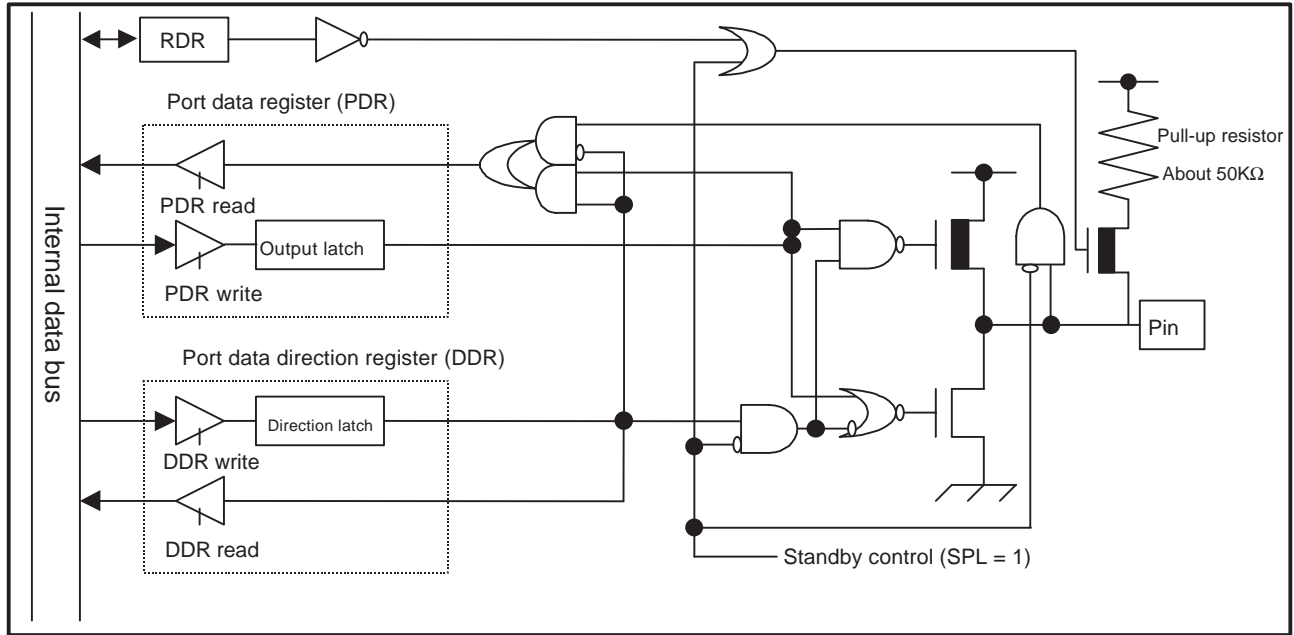 RDR
Port data register (PDR)
PDR read
Output latch
PDR write
Port data direction register (DDR)
Direction latch
DDR write
DDR read
Internal data bus
Standby control (SPL = 1)
Pull-up resistor
About 50KΩ
Pin